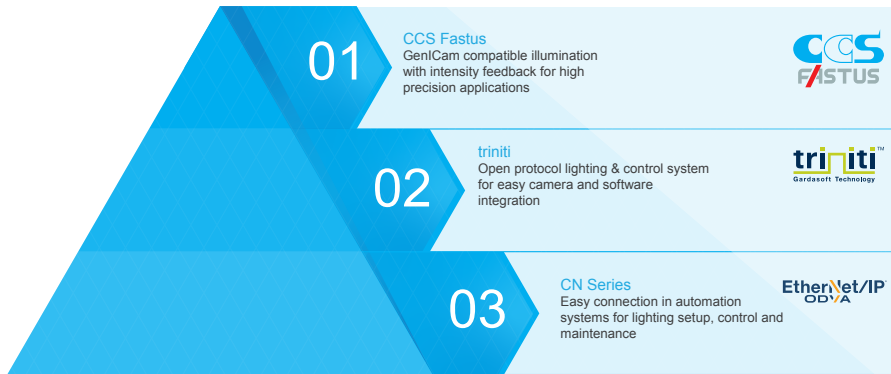 01
CCS Fastus
GenICam compatible illumination
with intensity feedback for high
precision applications
CCS
FASTUS
02
triniti
Open protocol lighting & control system
for easy camera and software
integration
triniti™
Gardasoft Technology
03
CN Series
Easy connection in automation
systems for lighting setup, control and
maintenance
EtherNet/IP
ODVA